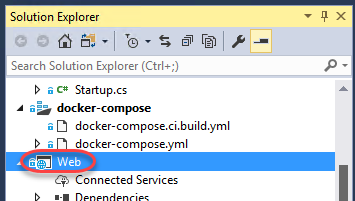 Solution Explorer
Search Solution Explorer (Ctrl+;)
C# Startup.cs
docker-compose
docker-compose.ci.build.yml
docker-compose.yml
Web
Connected Services
Dependencies